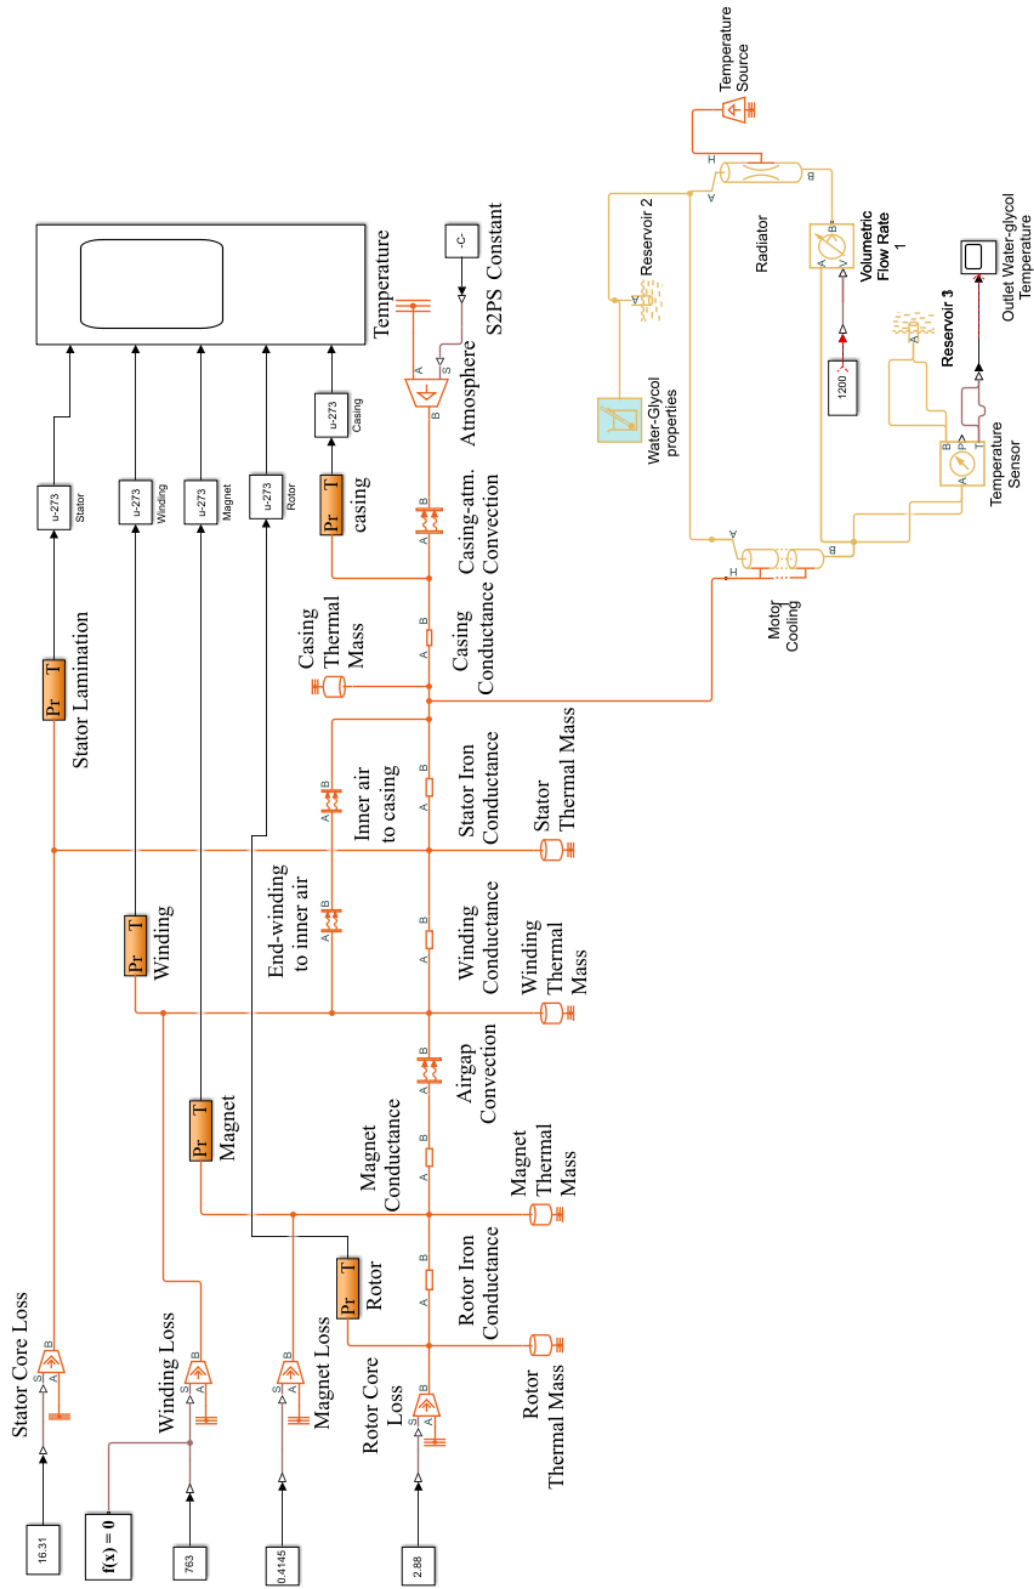 16.31
S
A
B
Stator Core Loss
Pr T
Stator Lamination
u-273
Stator
f(x) = 0
763
S
A
B
Winding Loss
Pr T
Winding
u-273
Winding
0.4145
S
A
B
Magnet Loss
Pr T
Magnet
u-273
Magnet
Pr T
Rotor
u-273
Rotor
Pr T
casing
u-273
Casing
Temperature
2.88
S
A
B
Rotor Core
Loss
Rotor
Thermal Mass
A
B
Rotor Iron
Conductance
Magnet
Thermal
Mass
A
B
Magnet
Conductance
A
B
Airgap
Convection
Winding
Thermal
Mass
A
B
Winding
Conductance
A
B
End-winding
to inner air
A
B
Inner air
to casing
Stator
Thermal Mass
A
B
Stator Iron
Conductance
Casing
Thermal
Mass
A
B
Casing
Conductance
A
B
Casing-atm.
Convection
B
A
S
Atmosphere
-C-
S2PS Constant
Water-Glycol
properties
A
Reservoir 2
A
H
B
Radiator
Temperature
Source
H
A
B
Motor
Cooling
1200
A
B
V
Volumetric
Flow Rate
1
A
B
P
T
Temperature
Sensor
A
Reservoir
Outlet Water-glycol
Temperature